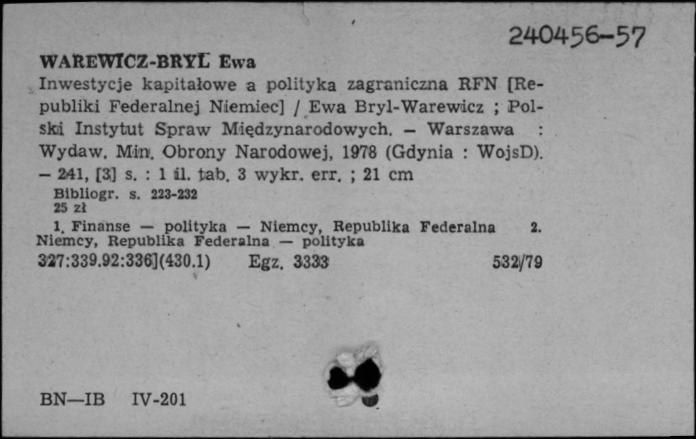 240456-57
WAREWICZ-BRYL Ewa
Inwestycje kapitałowe a polityka zagraniczna RFN [Re-
publiki Federalnej Niemiec] / Ewa Bryl-Warewicz ; Pol-
ski Instytut Spraw Międzynarodowych. — Warszawa :
Wydaw. Min. Obrony Narodowej, 1978 (Gdynia : WojsD).
— 241, [3] s. : 1 il. tab. 3 wykr. err. ; 21 cm
Bibliogr. s. 223-232
25 zł
1. Finanse — polityka — Niemcy, Republika Federalna 2.
Niemcy, Republika Federalna — polityka
327:339.92:336](430.1) Egz. 3333 532/79
BN—IB IV-201